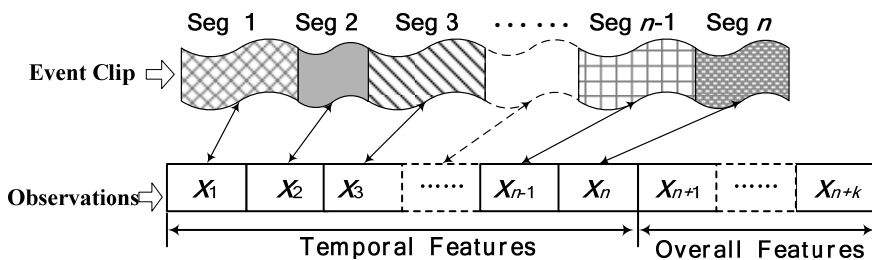 Seg 1 Seg 2 Seg 3 …… Seg n-1 Seg n
Event Clip
Observations X1 X2 X3 …… Xn-1 Xn Xn+1 …… Xn+k
Temporal Features Overall Features